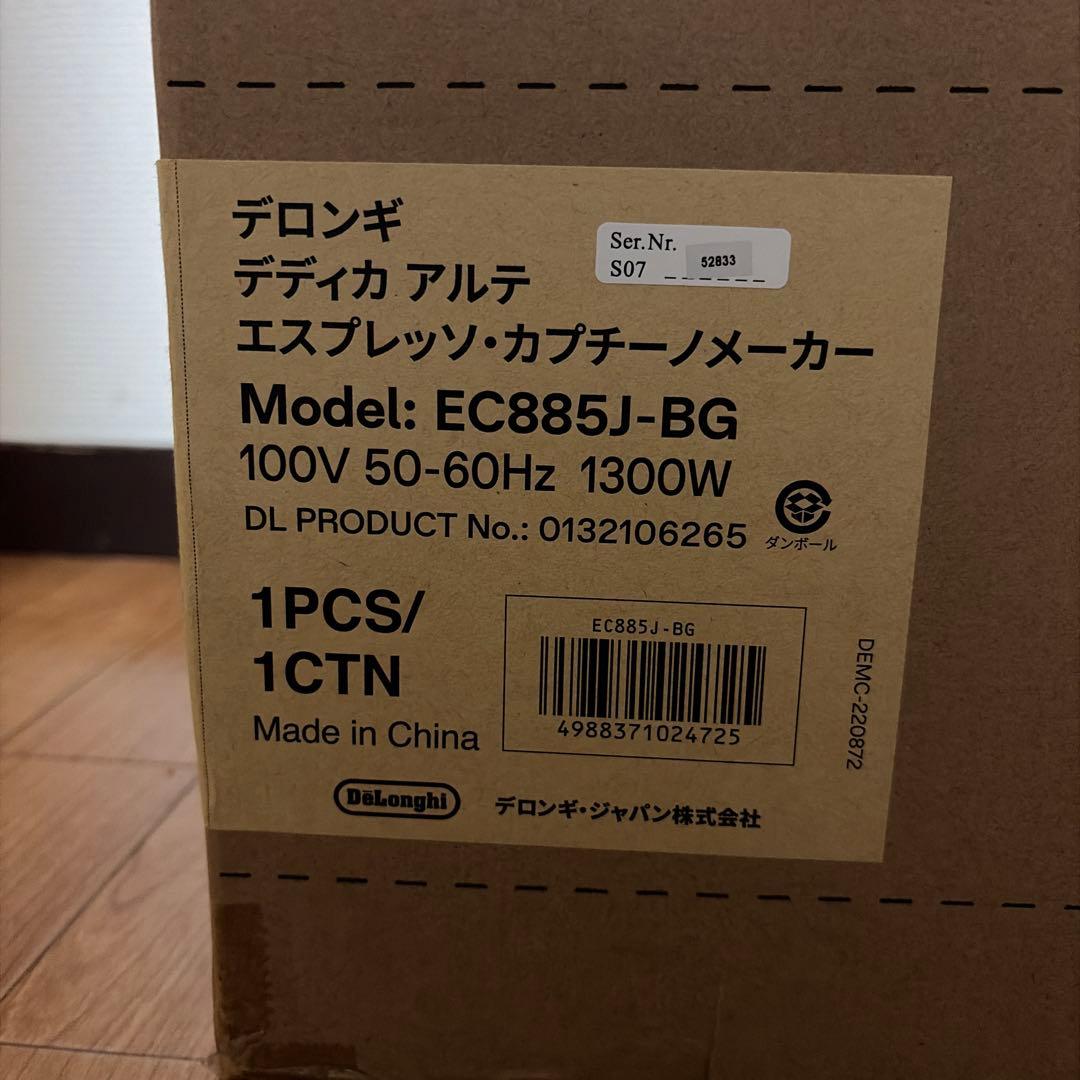 デロンギ
デディカ アルテ
エスプレッソ・カプチーノメーカー
Ser.Nr.
S07 52833
Model: EC885J-BG
100V 50-60Hz 1300W
DL PRODUCT No.: 0132106265
ダンボール
1PCS/
1CTN
Made in China
EC885J-BG
4988371024725
DEMC-220872
DeLonghi
デロンギ・ジャパン株式会社